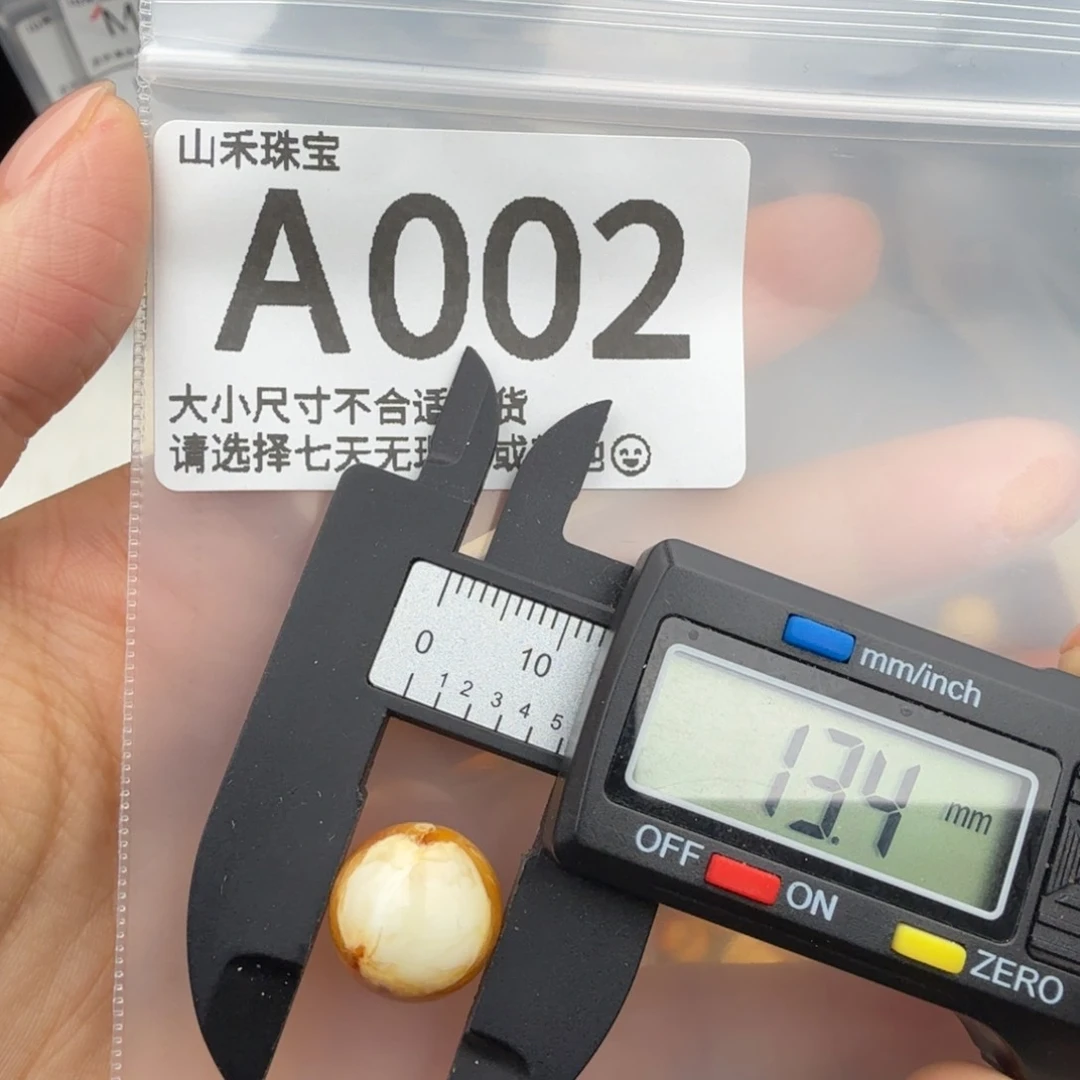 山禾珠宝
A002
大小尺寸不合适 货
请选择七天无 或 😄
0 10
1 2 3 4 5
mm/inch
13.4 mm
OFF ON
ZERO